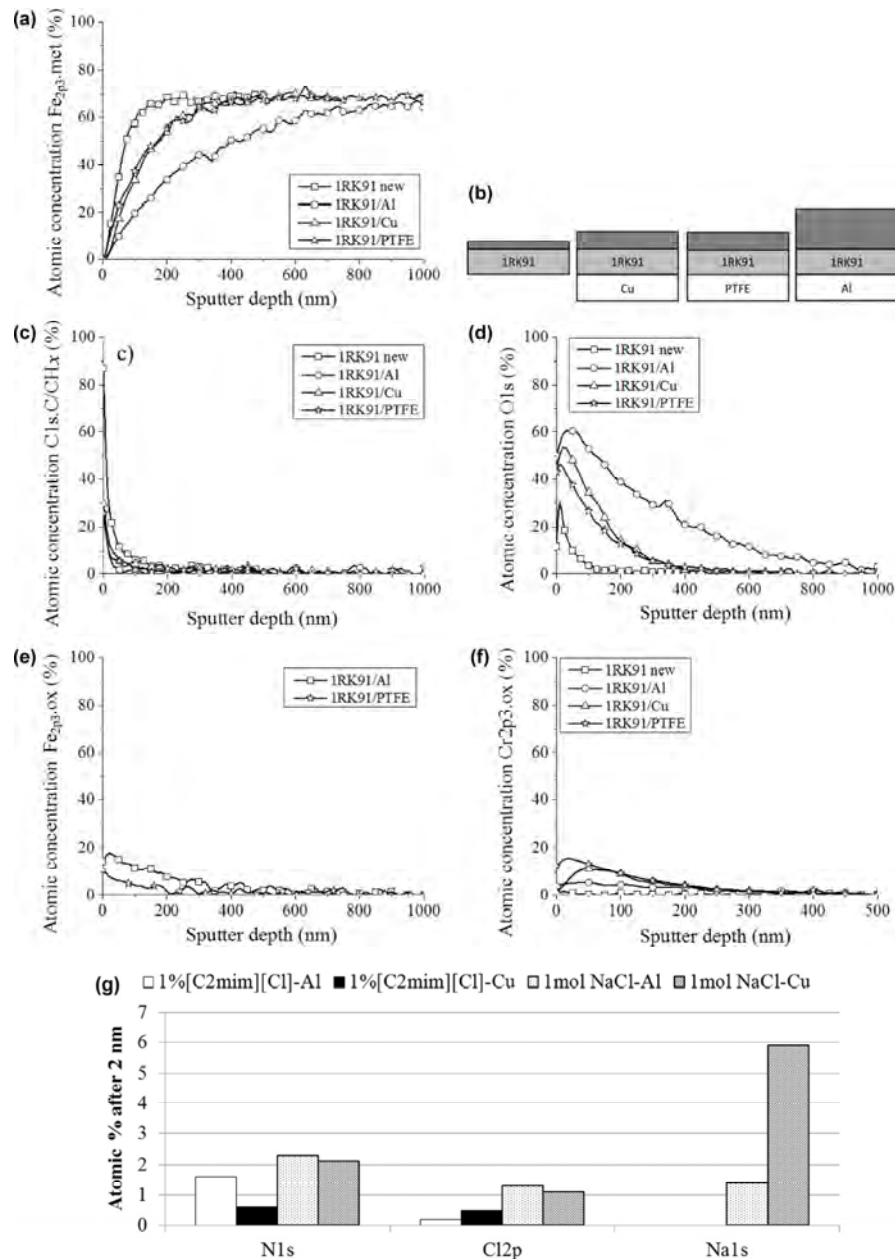 (a)
Atomic concentration Fe2p3.met (%)
100
80
60
40
20
0
0 200 400 600 800 1000
Sputter depth (nm)
1RK91 new
1RK91/Al
1RK91/Cu
1RK91/PTFE
(b)
1RK91 1RK91 1RK91 1RK91
Cu PTFE Al
(c)
Atomic concentration C1s.C/CHx (%)
100
80
60
40
20
0
c)
1RK91 new
1RK91/Al
1RK91/Cu
1RK91/PTFE
0 200 400 600 800 1000
Sputter depth (nm)
(d)
Atomic concentration O1s (%)
100
80
60
40
20
0
1RK91 new
1RK91/Al
1RK91/Cu
1RK91/PTFE
0 200 400 600 800 1000
Sputter depth (nm)
(e)
Atomic concentration Fe2p3.ox (%)
100
80
60
40
20
0
1RK91/Al
1RK91/PTFE
0 200 400 600 800 1000
Sputter depth (nm)
(f)
Atomic concentration Cr2p3.ox (%)
100
80
60
40
20
0
1RK91 new
1RK91/Al
1RK91/Cu
1RK91/PTFE
0 100 200 300 400 500
Sputter depth (nm)
(g) 1%[C2mim][Cl]-Al 1%[C2mim][Cl]-Cu 1mol NaCl-Al 1mol NaCl-Cu
Atomic % after 2 nm
7
6
5
4
3
2
1
0
N1s Cl2p Na1s